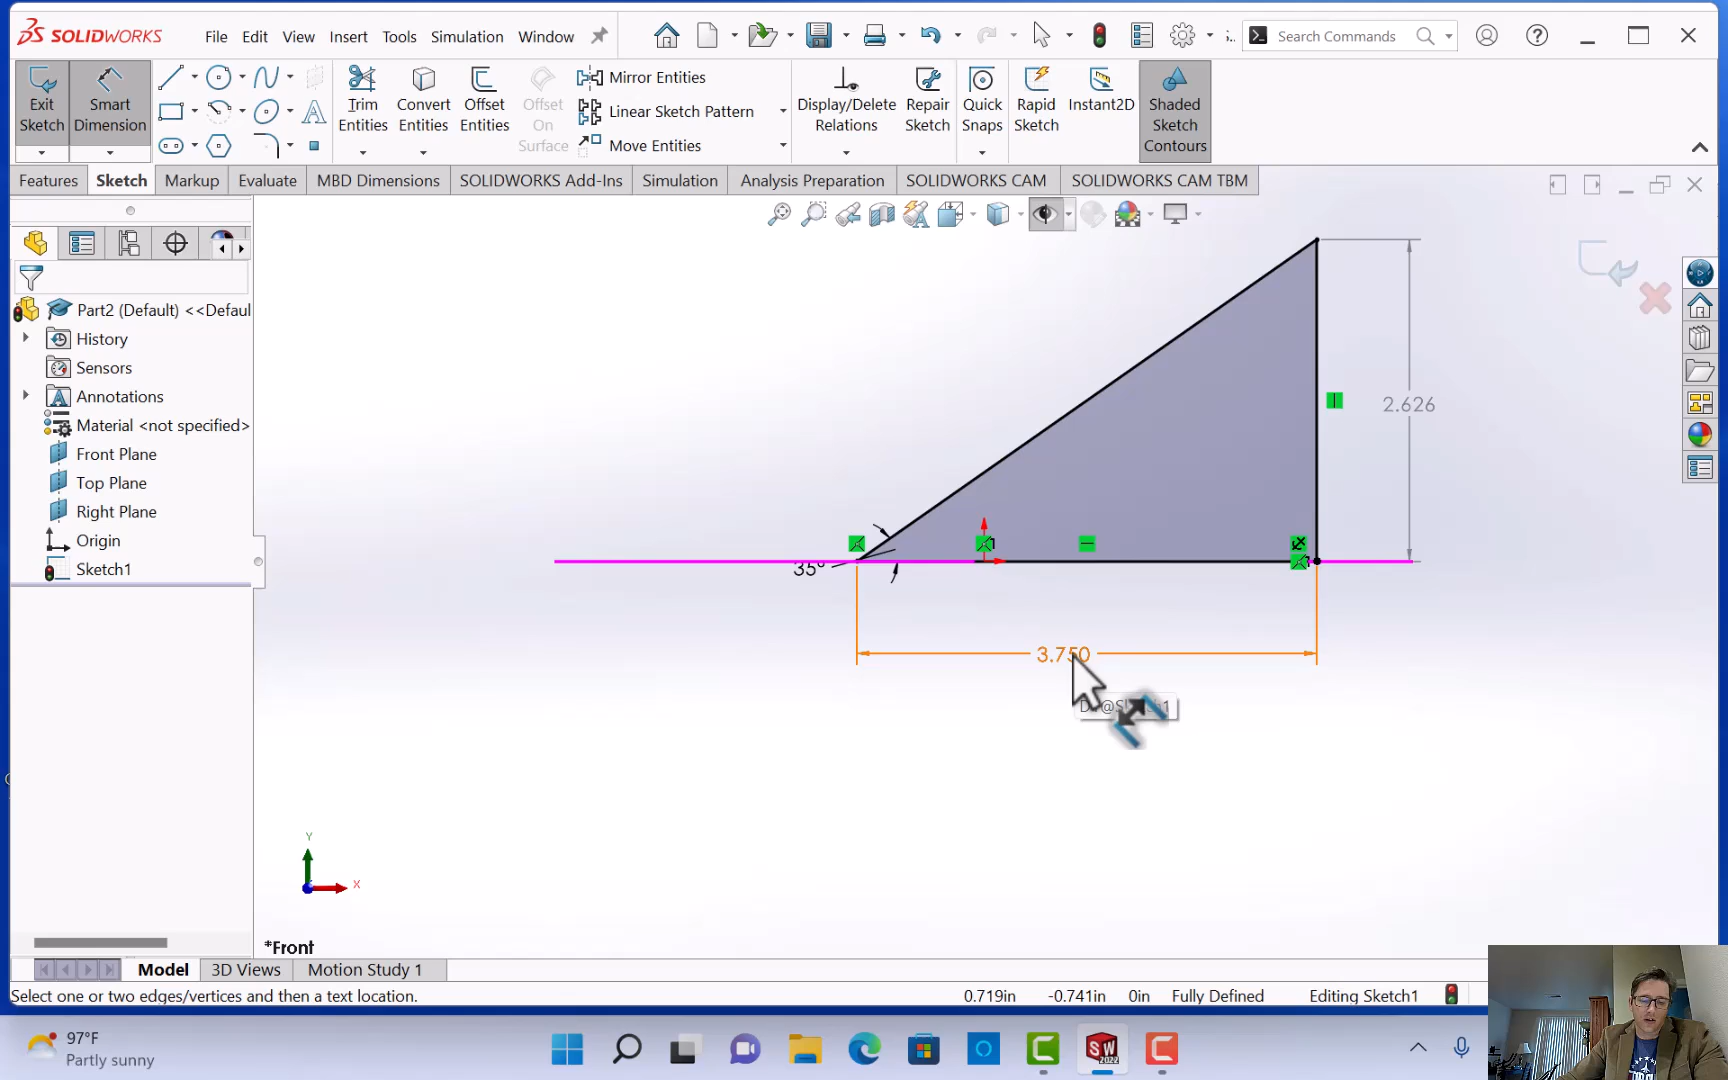 SOLIDWORKS
File Edit View Insert Tools Simulation Window
Search Commands
Exit Sketch
Smart Dimension
Trim Entities
Convert Entities
Offset Entities
Offset On Surface
Mirror Entities
Linear Sketch Pattern
Move Entities
Display/Delete Relations
Repair Sketch
Quick Snaps
Rapid Sketch
Instant2D
Shaded Sketch Contours
Features Sketch Markup Evaluate MBD Dimensions SOLIDWORKS Add-Ins Simulation Analysis Preparation SOLIDWORKS CAM SOLIDWORKS CAM TBM
Part2 (Default) <<Defaul
History
Sensors
Annotations
Material <not specified>
Front Plane
Top Plane
Right Plane
Origin
Sketch1
2.626
35°
3.750
Y
X
*Front
Model 3D Views Motion Study 1
Select one or two edges/vertices and then a text location.
0.719in -0.741in 0in Fully Defined Editing Sketch1
97°F
Partly sunny
SW
2022